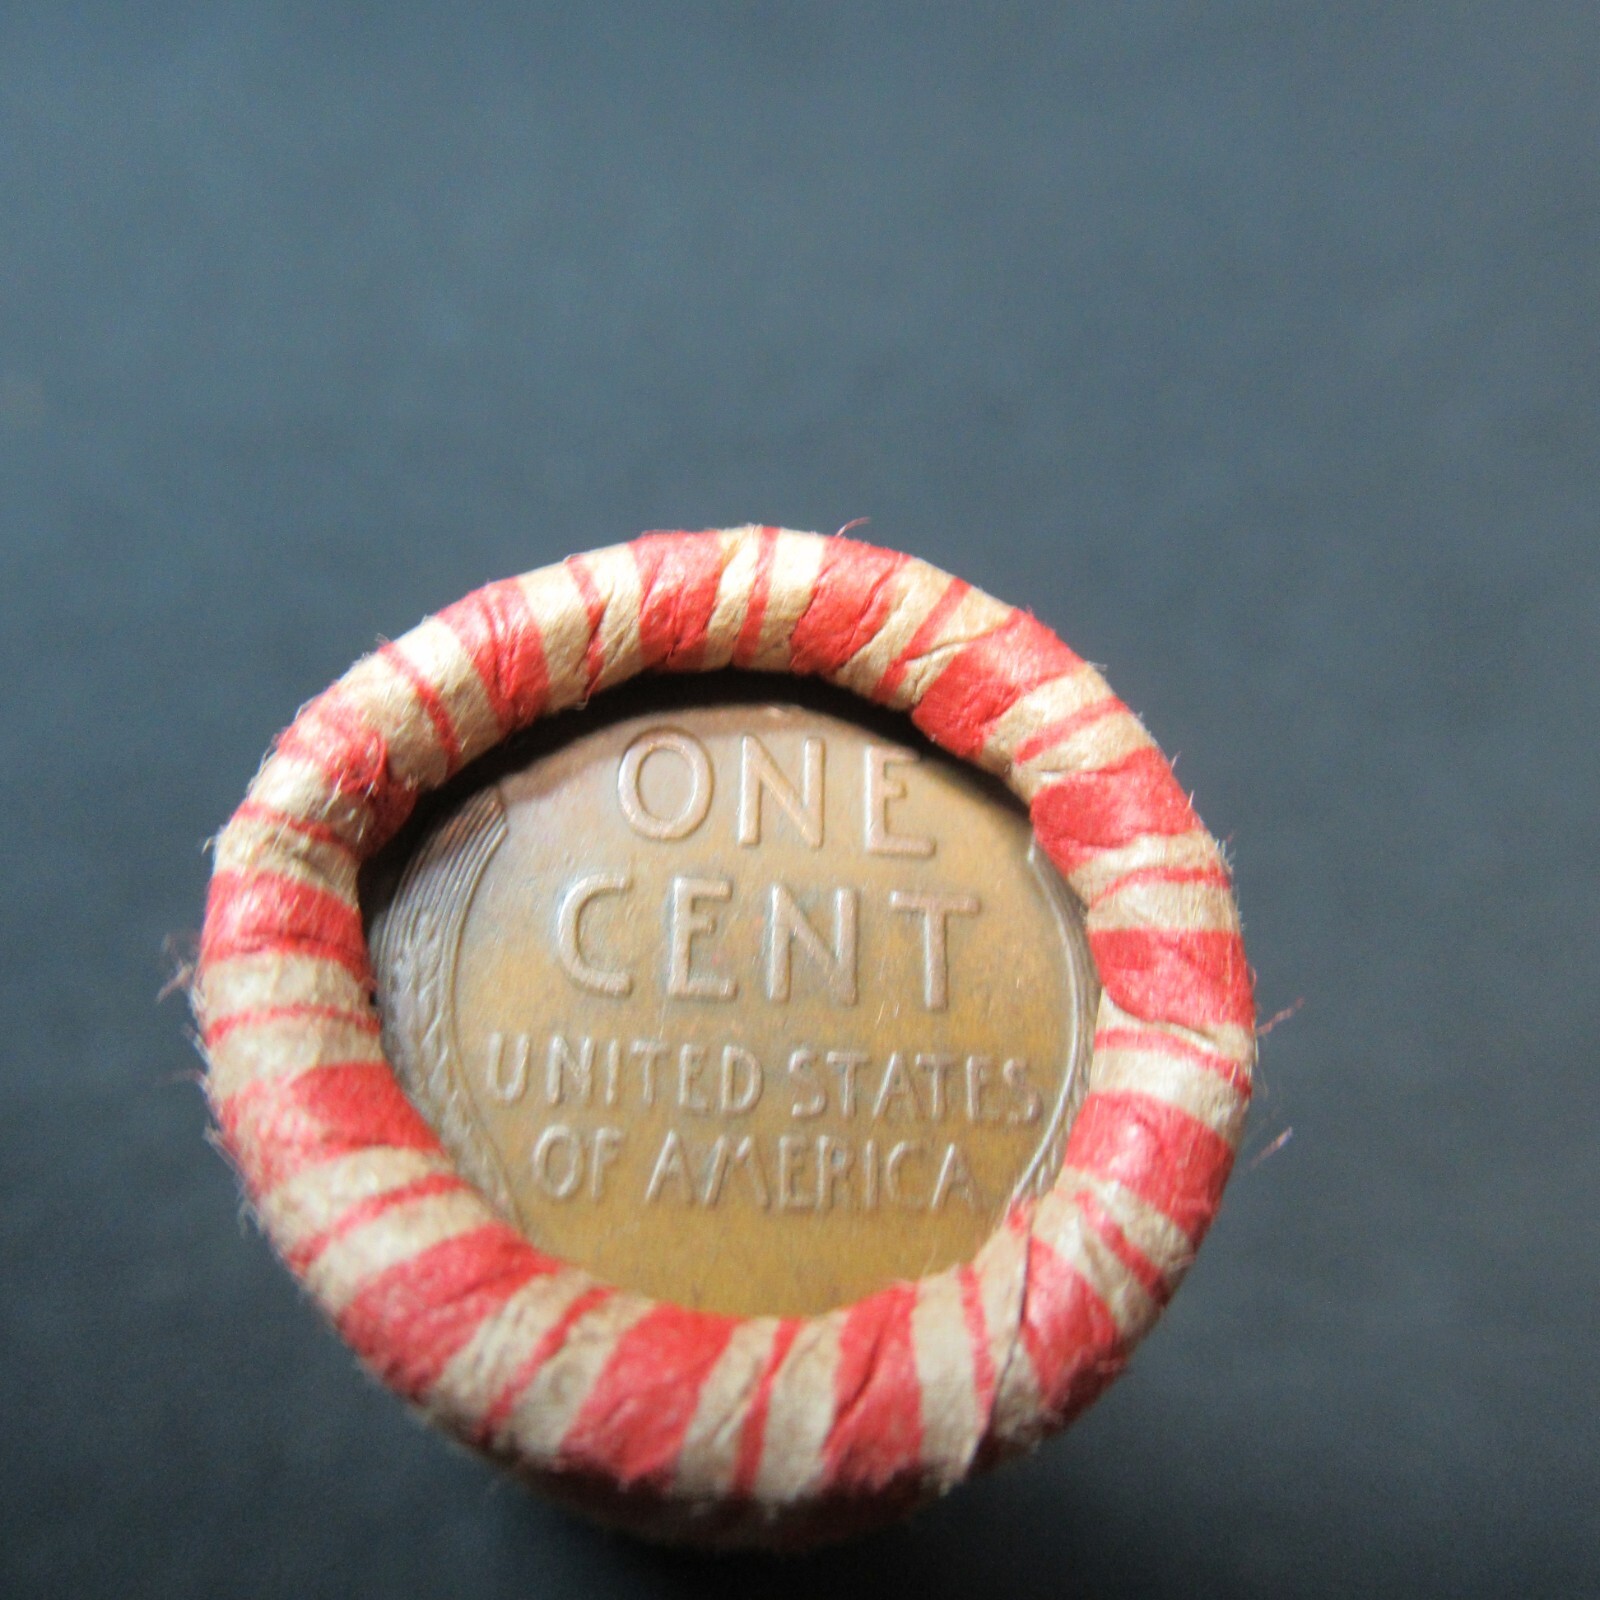 ONE
CENT
UNITED STATES
OF AMERICA